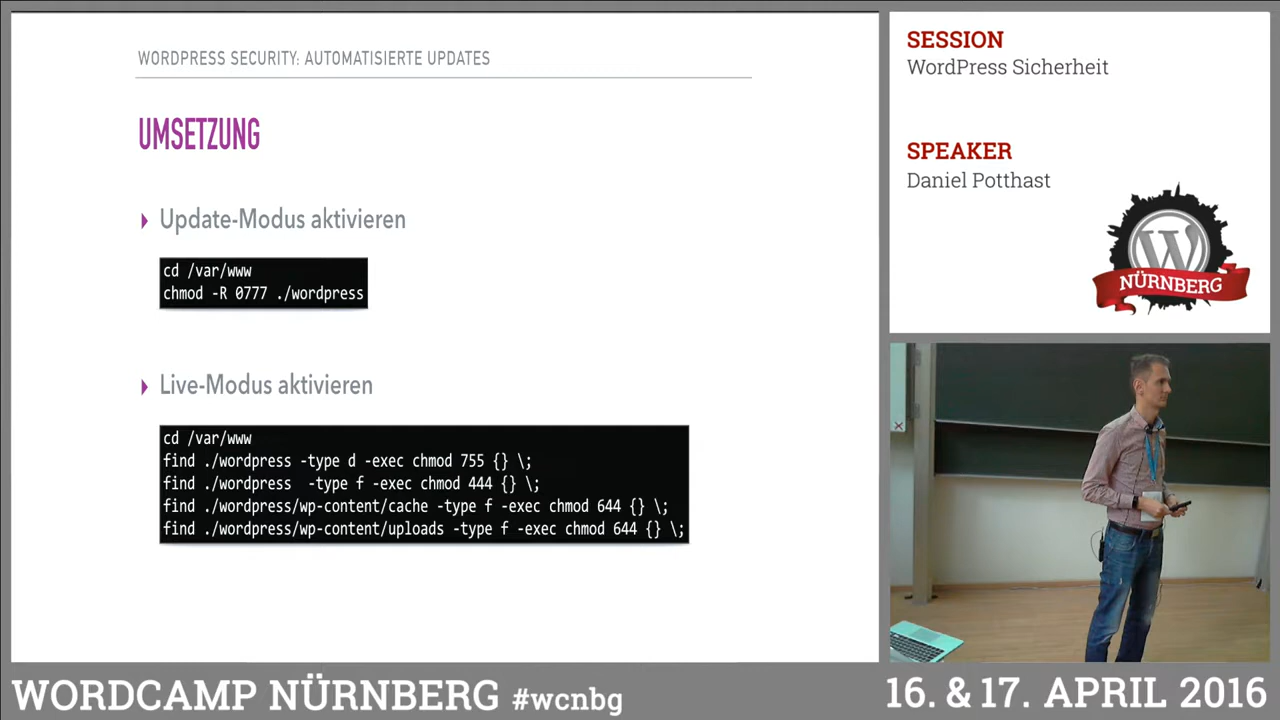 WORDPRESS SECURITY: AUTOMATISIERTE UPDATES
UMSETZUNG
Update-Modus aktivieren
cd /var/www
chmod -R 0777 ./wordpress
Live-Modus aktivieren
cd /var/www
find ./wordpress -type d -exec chmod 755 {} \;
find ./wordpress  -type f -exec chmod 444 {} \;
find ./wordpress/wp-content/cache -type f -exec chmod 644 {} \;
find ./wordpress/wp-content/uploads -type f -exec chmod 644 {} \;
SESSION
WordPress Sicherheit
SPEAKER
Daniel Potthast
W
NÜRNBERG
WORDCAMP NÜRNBERG #wcnbg
16. & 17. APRIL 2016